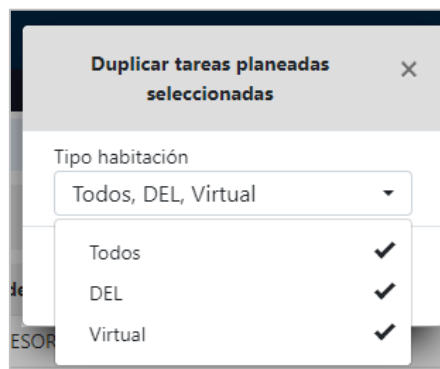 Duplicar tareas planeadas
seleccionadas
×
Tipo habitación
Todos, DEL, Virtual
Todos
DEL
Virtual